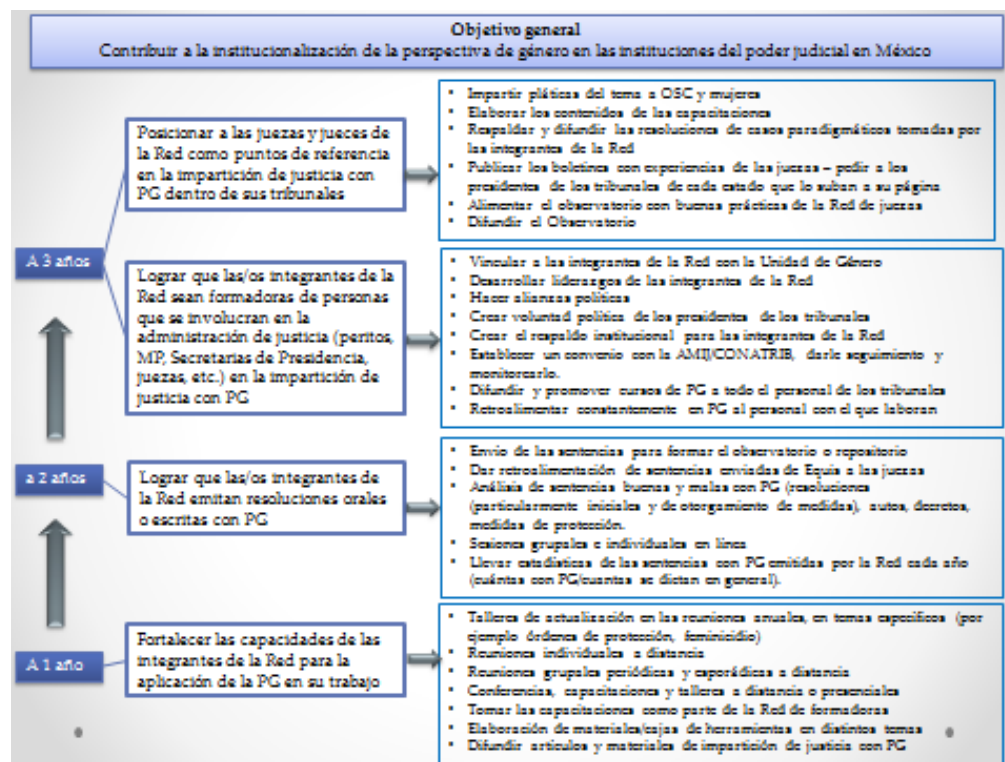 Objetivo general
Contribuir a la institucionalización de la perspectiva de género en las instituciones del poder judicial en México
A 3 años
Posicionar a las juezas y jueces de
la Red como puntos de referencia
en la impartición de justicia con
PG dentro de sus tribunales
• Impartir pláticas del tema a OSC y mujeres
• Elaborar los contenidos de las capacitaciones
• Respaldar y difundir las resoluciones de casos paradigmáticos tomadas por
las integrantes de la Red
• Publicar los boletines con experiencias de las juezas – pedir a los
presidentes de los tribunales de cada estado que lo suban a su página
• Alimentar el observatorio con buenas prácticas de la Red de juezas
• Difundir el Observatorio
Lograr que las/os integrantes de la
Red sean formadoras de personas
que se involucran en la
administración de justicia (peritos,
MP, Secretarias de Presidencia,
juezas, etc.) en la impartición de
justicia con PG
• Vincular a las integrantes de la Red con la Unidad de Género
• Desarrollar liderazgos de las integrantes de la Red
• Hacer alianzas políticas
• Crear voluntad política de los presidentes de los tribunales
• Crear el respaldo institucional para las integrantes de la Red
• Establecer un convenio con la AMIJ/CONATRIB, darle seguimiento y
monitorearlo.
• Difundir y promover cursos de PG a todo el personal de los tribunales
• Retroalimentar constantemente en PG al personal con el que laboran
a 2 años
Lograr que las/os integrantes de
la Red emitan resoluciones orales
o escritas con PG
• Envío de las sentencias para formar el observatorio o repositorio
• Dar retroalimentación de sentencias enviadas de Equis a las juezas
• Análisis de sentencias buenas y malas con PG (resoluciones
(particularmente iniciales y de otorgamiento de medidas), autos, decretos,
medidas de protección.
• Sesiones grupales e individuales en línea
• Llevar estadísticas de las sentencias con PG emitidas por la Red cada año
(cuántas con PG/cuantas se dictan en general).
A 1 año
Fortalecer las capacidades de las
integrantes de la Red para la
aplicación de la PG en su trabajo
• Talleres de actualización en las reuniones anuales, en temas específicos (por
ejemplo órdenes de protección, feminicidio)
• Reuniones individuales a distancia
• Reuniones grupales periódicas y esporádicas a distancia
• Conferencias, capacitaciones y talleres a distancia o presenciales
• Tomar las capacitaciones como parte de la Red de formadoras
• Elaboración de materiales/cajas de herramientas en distintos temas
• Difundir artículos y materiales de impartición de justicia con PG